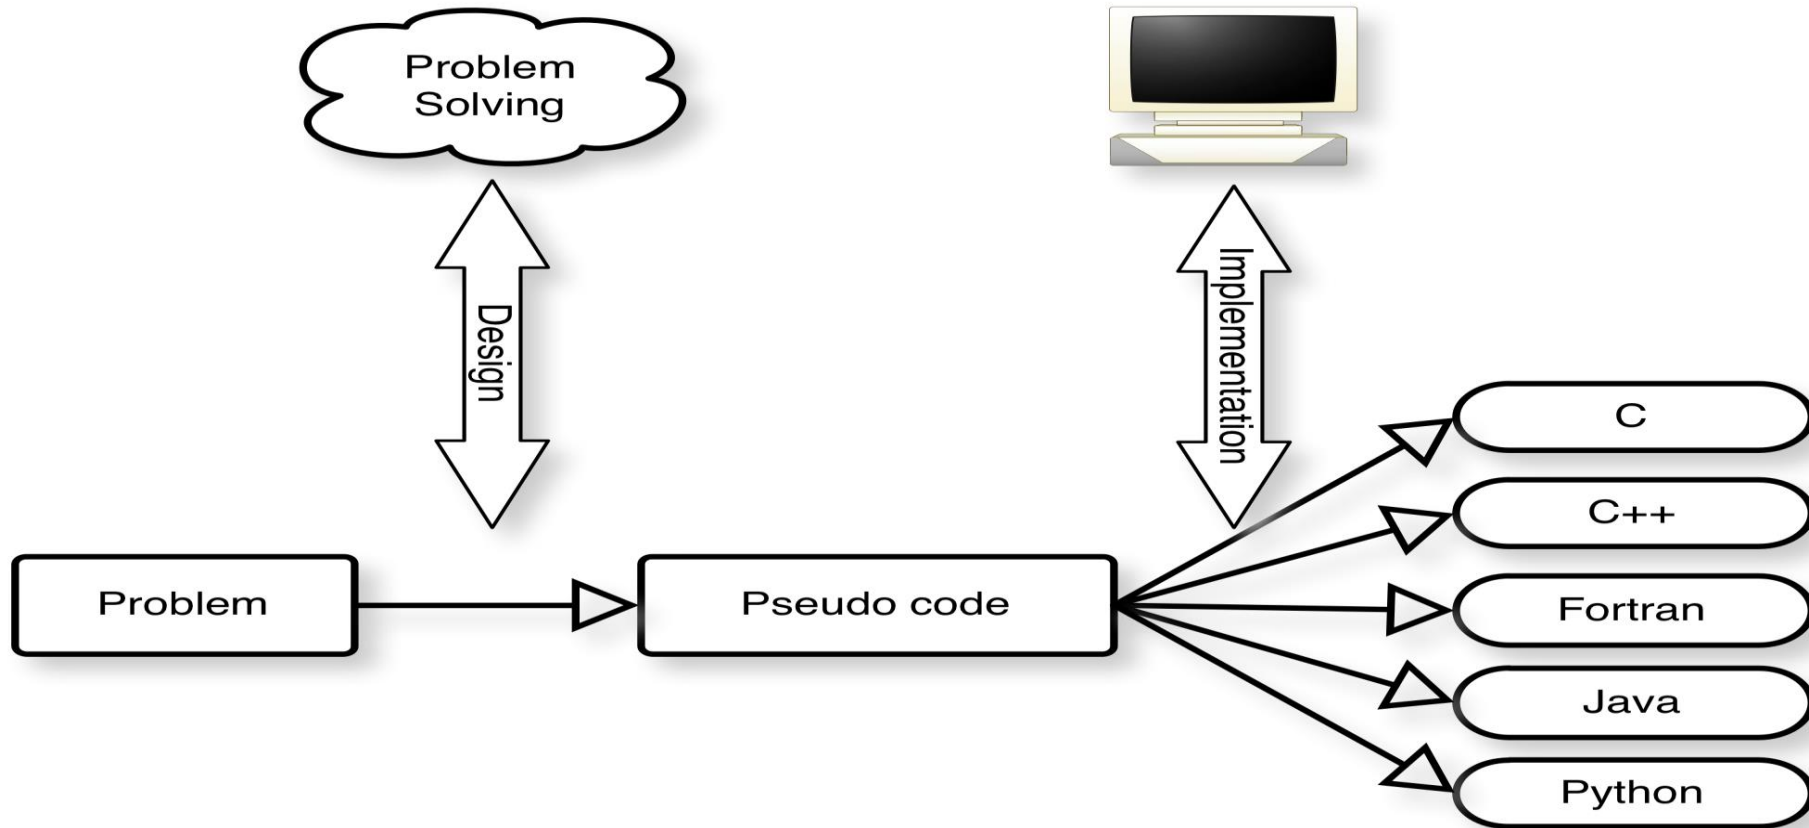 Problem
Solving
Design
Implementation
Problem
Pseudo code
C
C++
Fortran
Java
Python